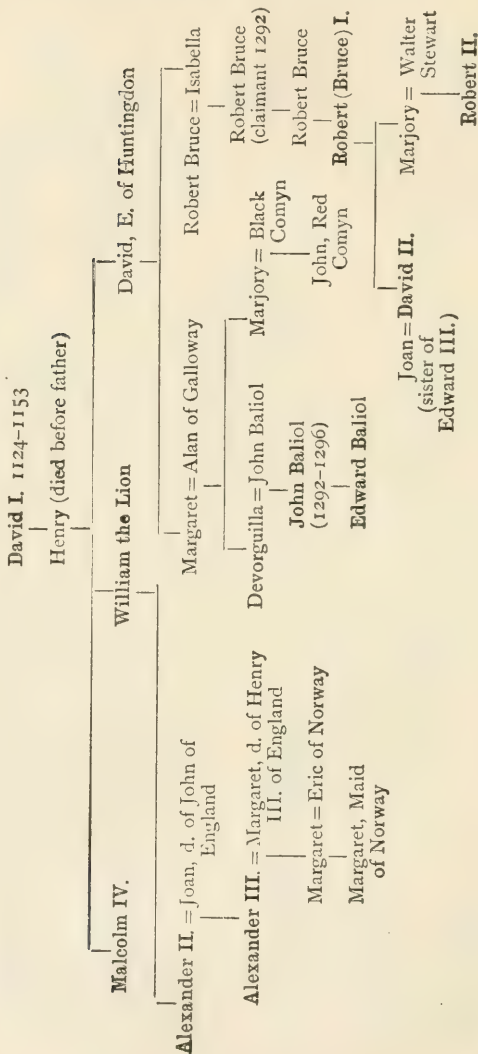 David I. 1124-1153
Henry (died before father)
Malcolm IV.
William the Lion
David, E. of Huntingdon
Alexander II. = Joan, d. of John of
England
Margaret = Alan of Galloway
Robert Bruce = Isabella
Alexander III. = Margaret, d. of Henry
III. of England
Devorguilla = John Baliol
Marjory = Black
Comyn
Robert Bruce
(claimant 1292)
Margaret = Eric of Norway
John Baliol
(1292-1296)
John, Red
Comyn
Robert Bruce
Margaret, Maid
of Norway
Edward Baliol
Robert (Bruce) I.
Joan = David II.
(sister of
Edward III.)
Marjory = Walter
Stewart
Robert II.